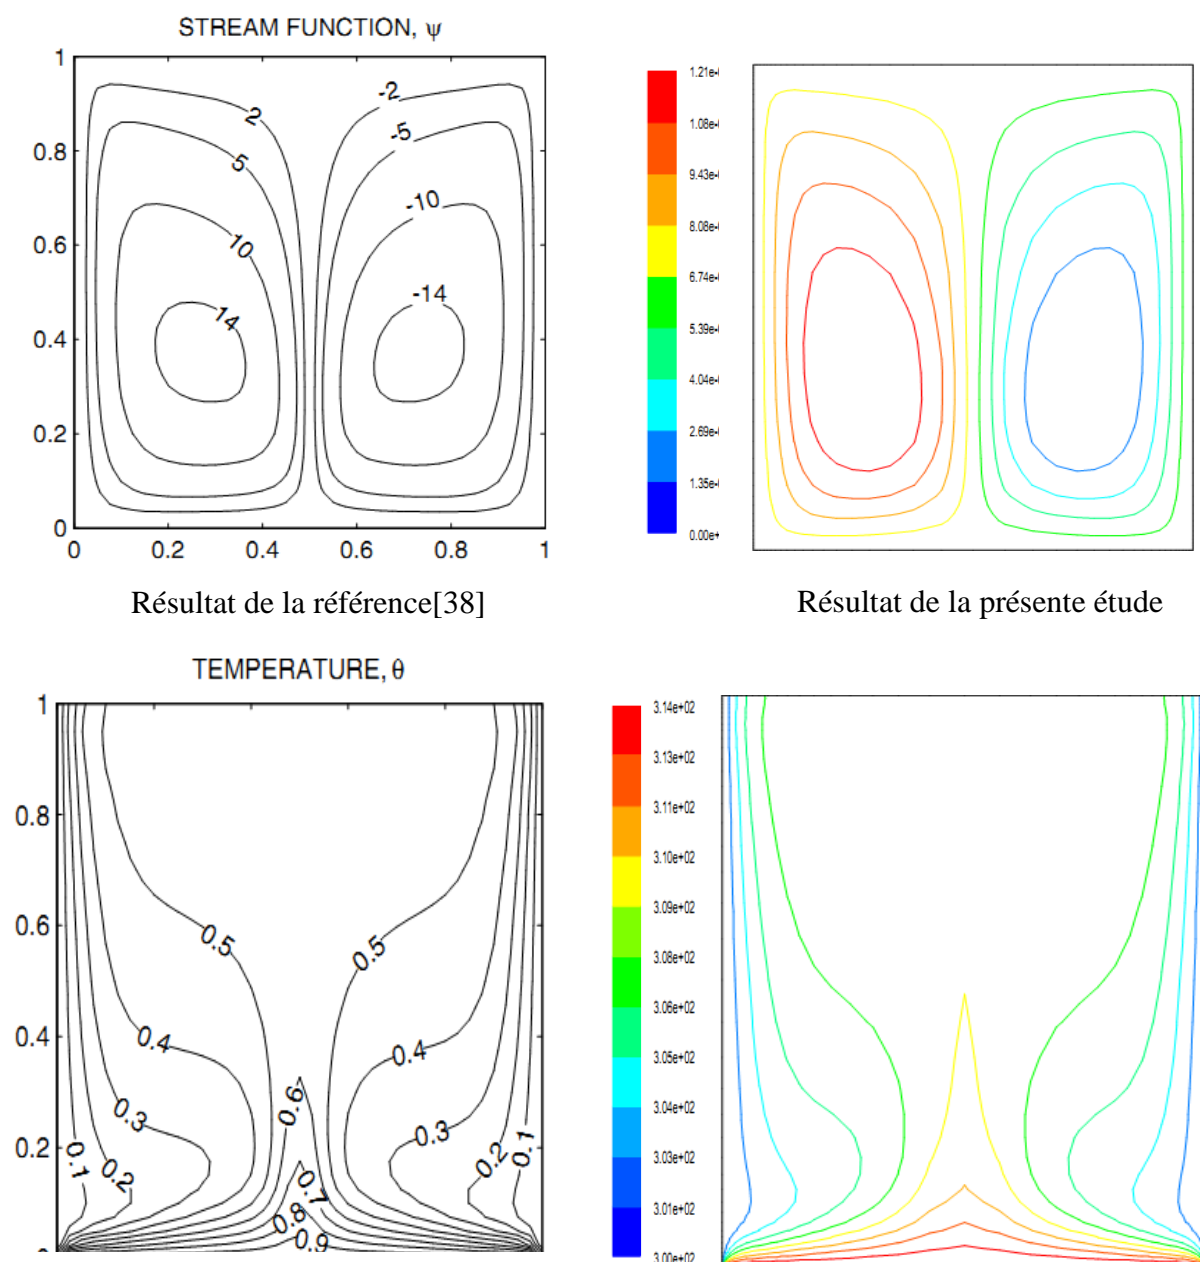 STREAM FUNCTION, ψ
1
0.8
0.6
0.4
0.2
0
0
0.2
0.4
0.6
0.8
1
2
5
10
14
-2
-5
-10
-14
1.21e-
1.08e-
9.43e-
8.08e-
6.74e-
5.39e-
4.04e-
2.69e-
1.35e-
0.00e+
Résultat de la référence[38]
Résultat de la présente étude
TEMPERATURE, θ
1
0.8
0.6
0.4
0.2
0.5
0.5
0.4
0.4
0.3
0.3
0.2
0.2
0.1
0.1
0.6
0.7
0.8
0.9
3.14e+02
3.13e+02
3.11e+02
3.10e+02
3.09e+02
3.08e+02
3.06e+02
3.05e+02
3.04e+02
3.03e+02
3.01e+02
3.00e+02